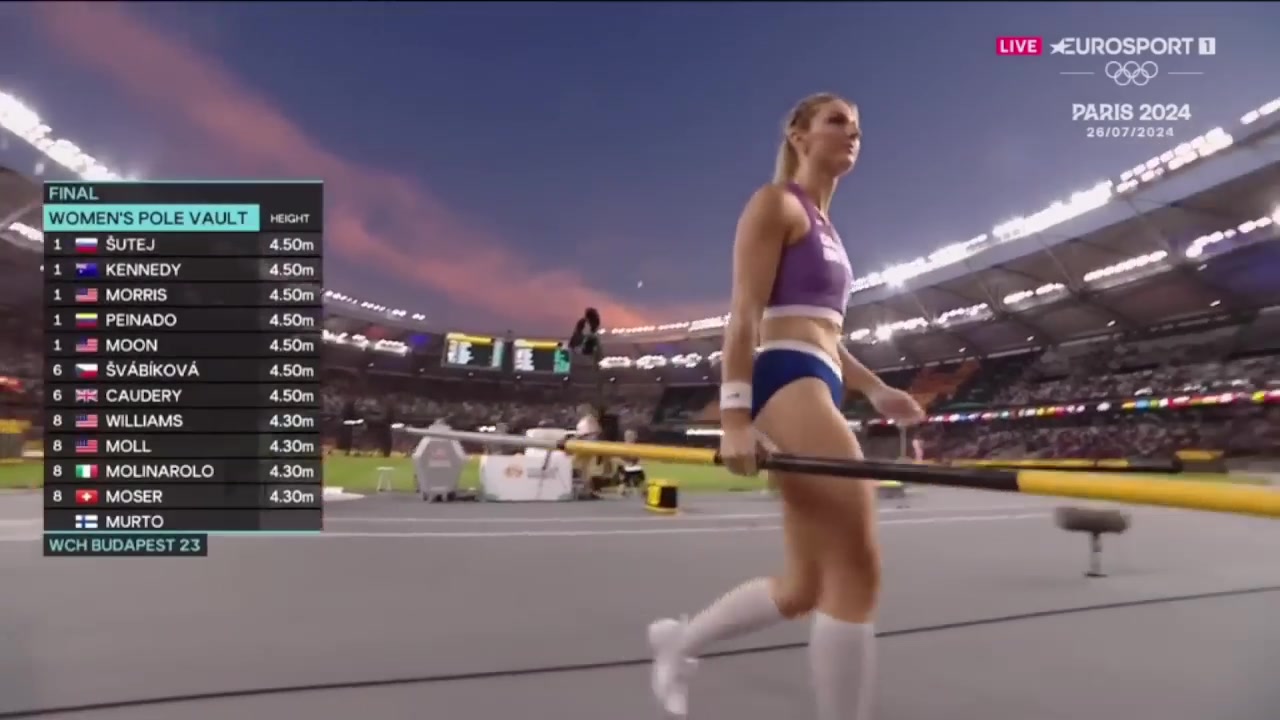 LIVE EUROSPORT 1
PARIS 2024
26/07/2024
FINAL
WOMEN'S POLE VAULT HEIGHT
1 ŠUTEJ 4.50m
1 KENNEDY 4.50m
1 MORRIS 4.50m
1 PEINADO 4.50m
1 MOON 4.50m
6 ŠVÁBÍKOVÁ 4.50m
6 CAUDERY 4.50m
8 WILLIAMS 4.30m
8 MOLL 4.30m
8 MOLINAROLO 4.30m
8 MOSER 4.30m
MURTO
WCH BUDAPEST 23